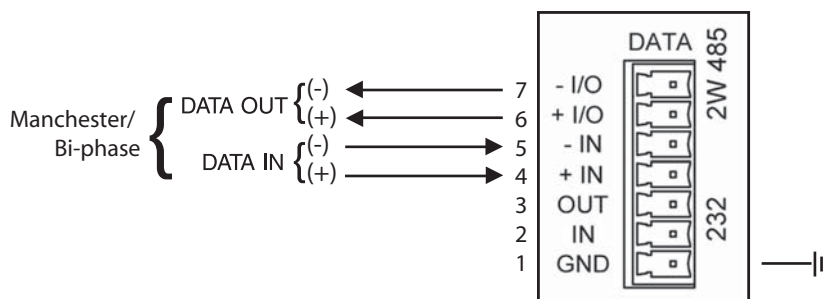 DATA
2W 485
Manchester/
Bi-phase
DATA OUT
(-)
(+)
DATA IN
(-)
(+)
7 - I/O
6 + I/O
5 - IN
4 + IN
3 OUT
2 IN
1 GND
232